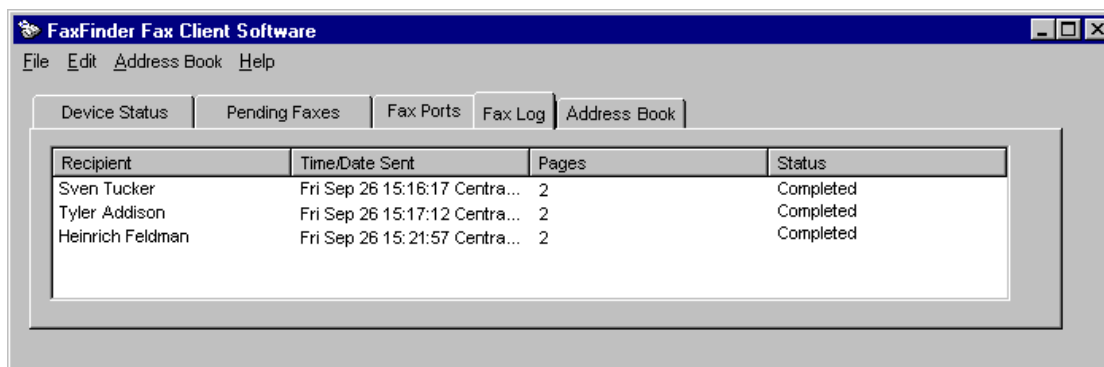 FaxFinder Fax Client Software
File Edit Address Book Help
Device Status Pending Faxes Fax Ports Fax Log Address Book
Recipient Time/Date Sent Pages Status
Sven Tucker Fri Sep 26 15:16:17 Centra... 2 Completed
Tyler Addison Fri Sep 26 15:17:12 Centra... 2 Completed
Heinrich Feldman Fri Sep 26 15:21:57 Centra... 2 Completed